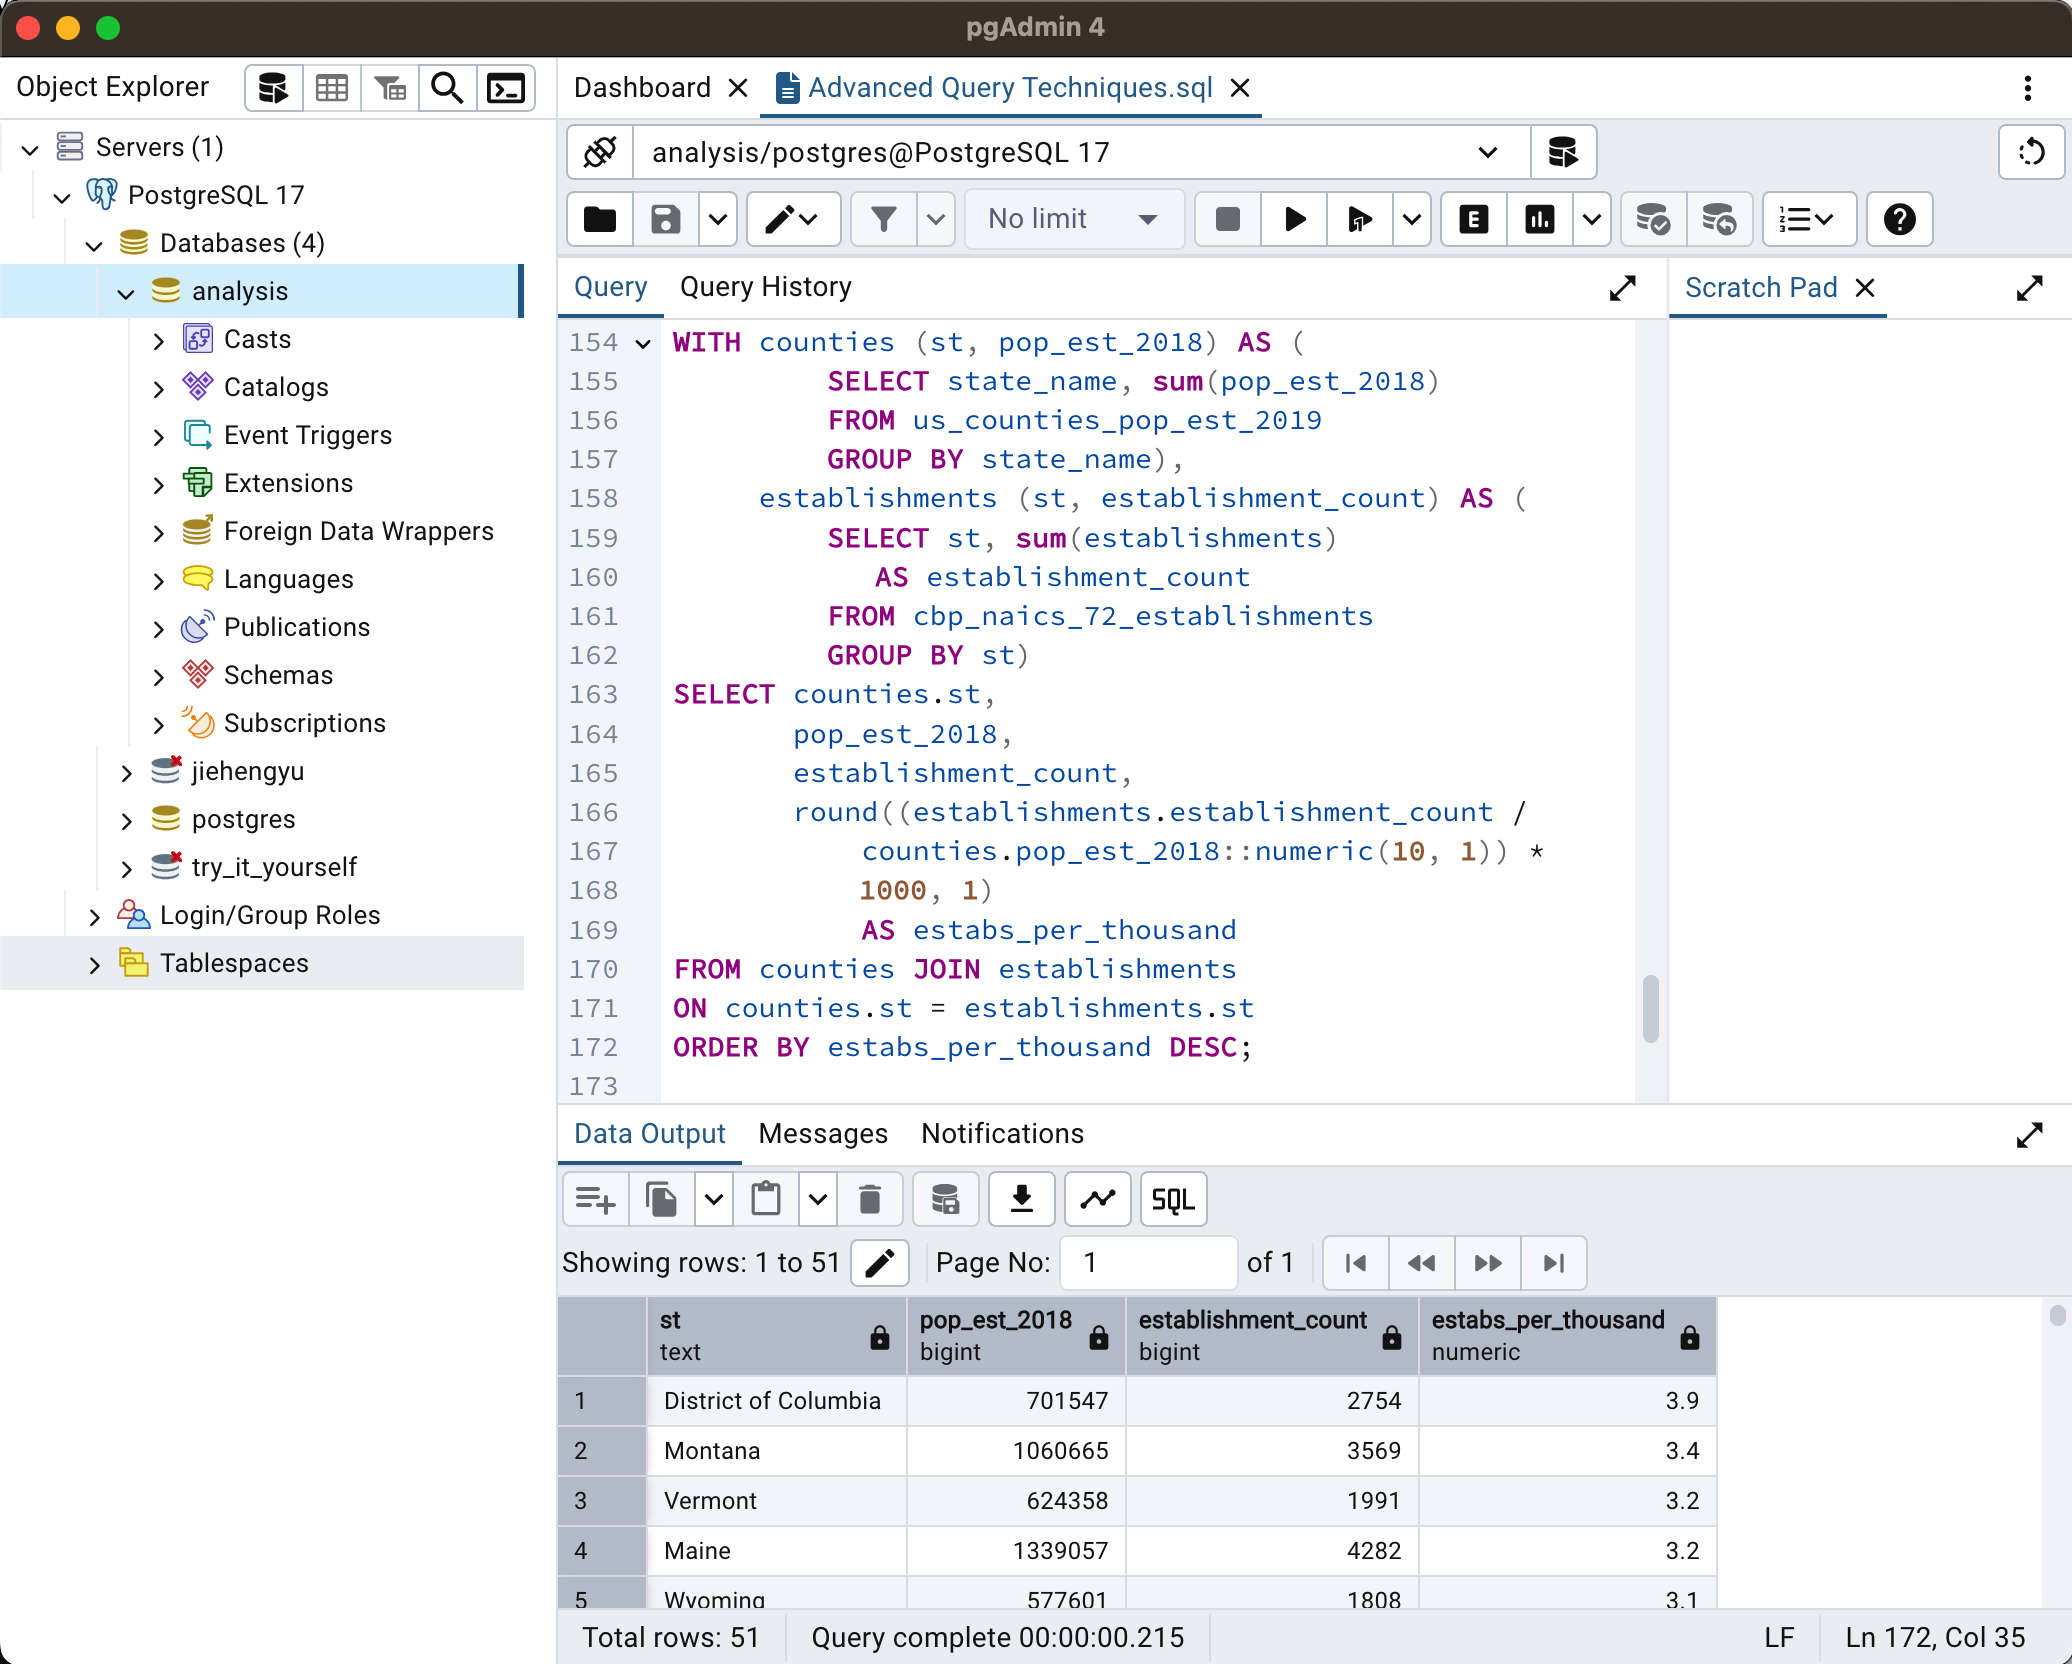 pgAdmin 4
Object Explorer
Servers (1)
PostgreSQL 17
Databases (4)
analysis
Casts
Catalogs
Event Triggers
Extensions
Foreign Data Wrappers
Languages
Publications
Schemas
Subscriptions
jiehengyu
postgres
try_it_yourself
Login/Group Roles
Tablespaces
Dashboard
Advanced Query Techniques.sql
analysis/postgres@PostgreSQL 17
No limit
E
Query Query History
Scratch Pad
154 WITH counties (st, pop_est_2018) AS (
155 SELECT state_name, sum(pop_est_2018)
156 FROM us_counties_pop_est_2019
157 GROUP BY state_name),
158 establishments (st, establishment_count) AS (
159 SELECT st, sum(establishments)
160 AS establishment_count
161 FROM cbp_naics_72_establishments
162 GROUP BY st)
163 SELECT counties.st,
164 pop_est_2018,
165 establishment_count,
166 round((establishments.establishment_count /
167 counties.pop_est_2018::numeric(10, 1)) *
168 1000, 1)
169 AS estabs_per_thousand
170 FROM counties JOIN establishments
171 ON counties.st = establishments.st
172 ORDER BY estabs_per_thousand DESC;
173
Data Output Messages Notifications
SQL
Showing rows: 1 to 51 Page No: 1 of 1
st pop_est_2018 establishment_count estabs_per_thousand
text bigint bigint numeric
1 District of Columbia 701547 2754 3.9
2 Montana 1060665 3569 3.4
3 Vermont 624358 1991 3.2
4 Maine 1339057 4282 3.2
5 Wyoming 577601 1808 3.1
Total rows: 51 Query complete 00:00:00.215 LF Ln 172, Col 35